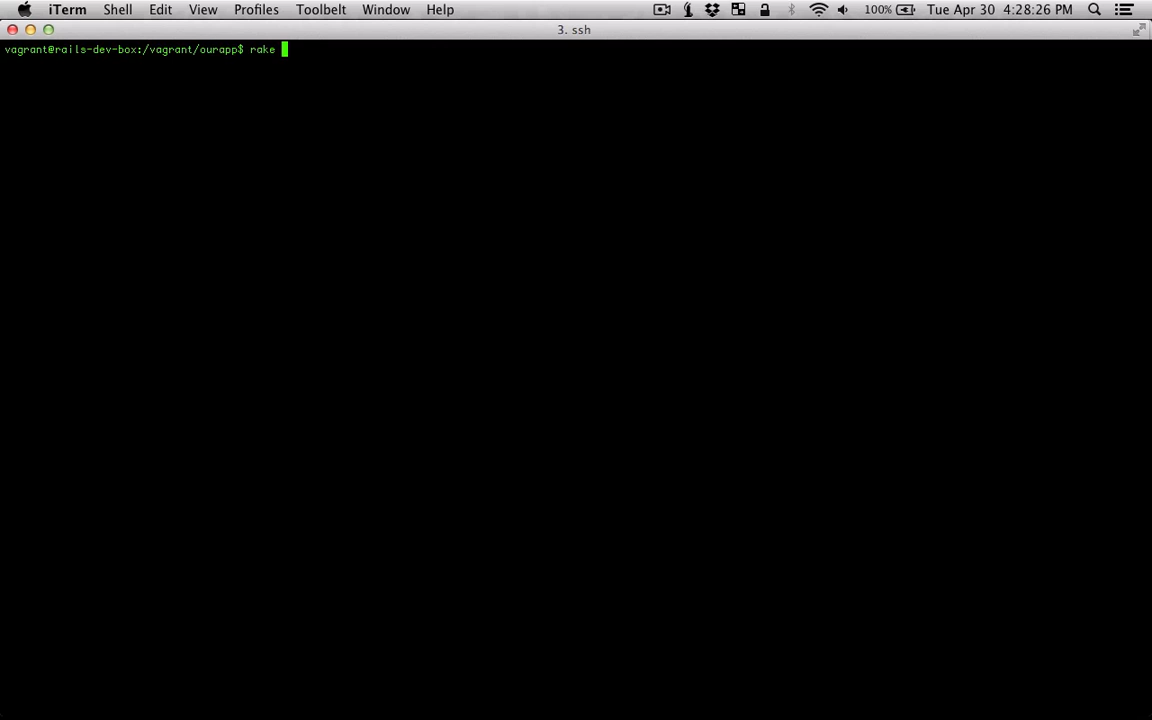 iTerm Shell Edit View Profiles Toolbelt Window Help 100% Tue Apr 30 4:28:26 PM
3. ssh
vagrant@rails-dev-box:/vagrant/ourapp$ rake